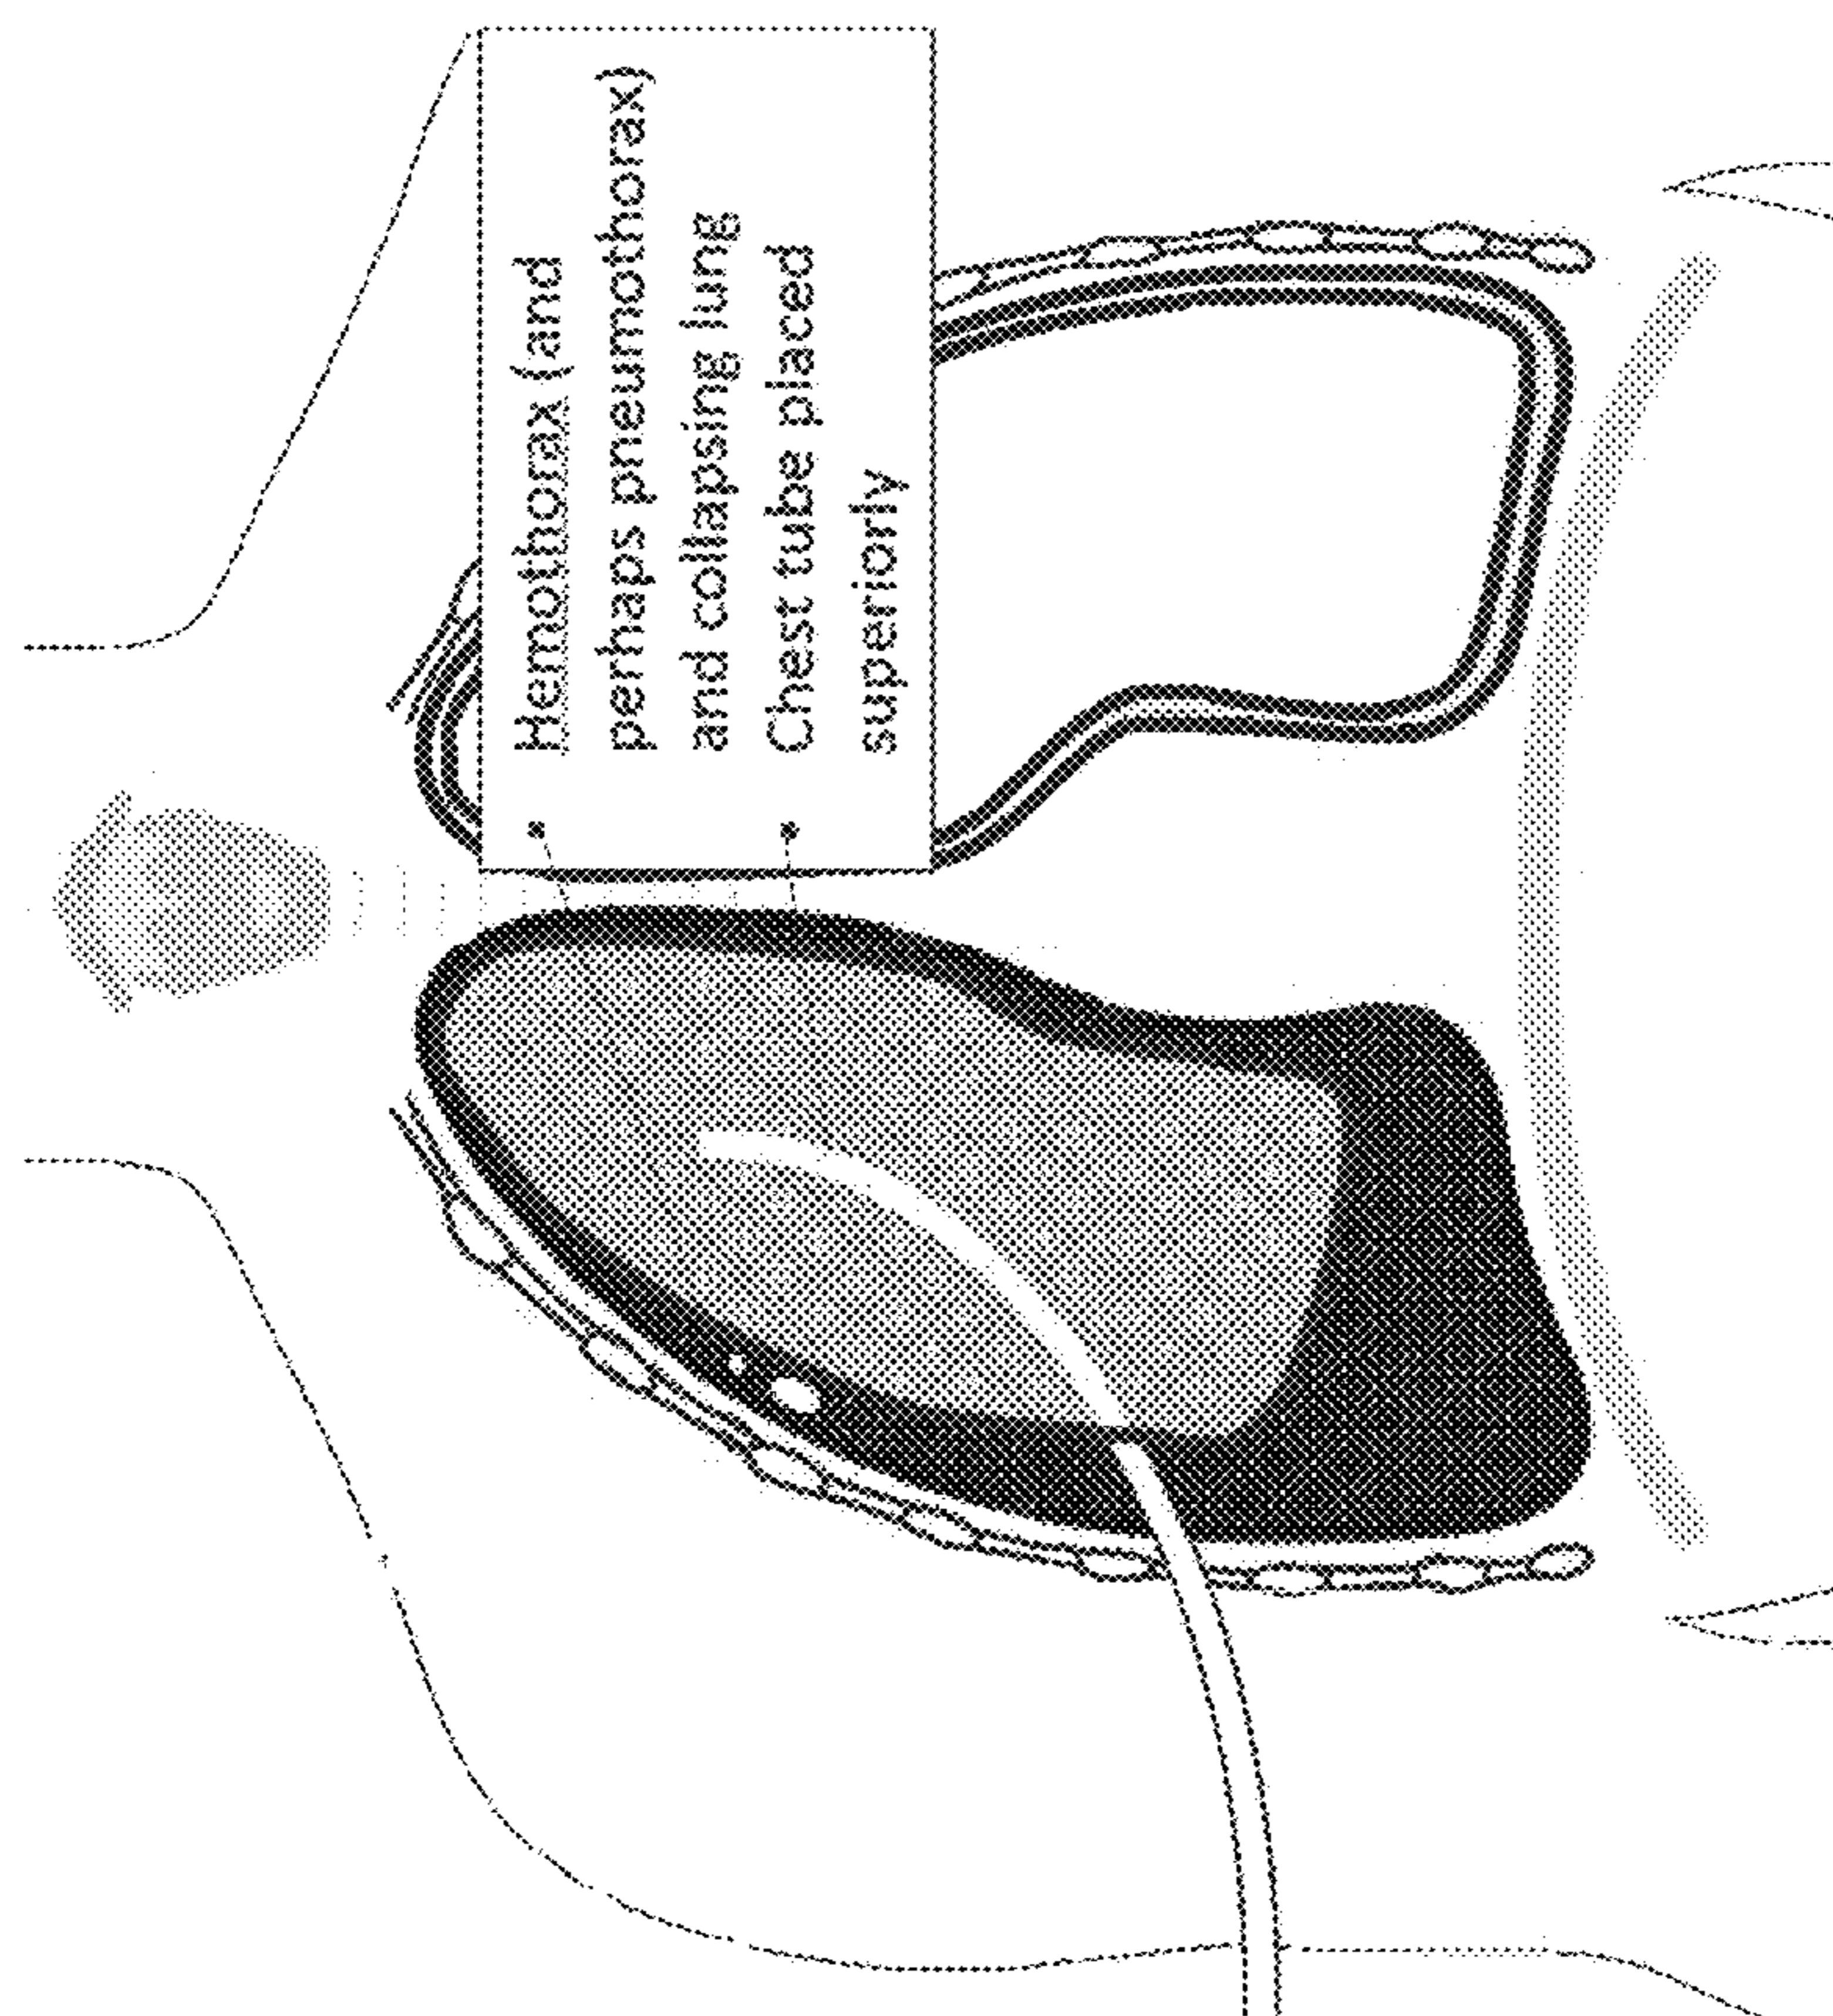 • Hemothorax (and
perhaps pneumothorax)
and collapsing lung
• Chest tube placed
superiorly